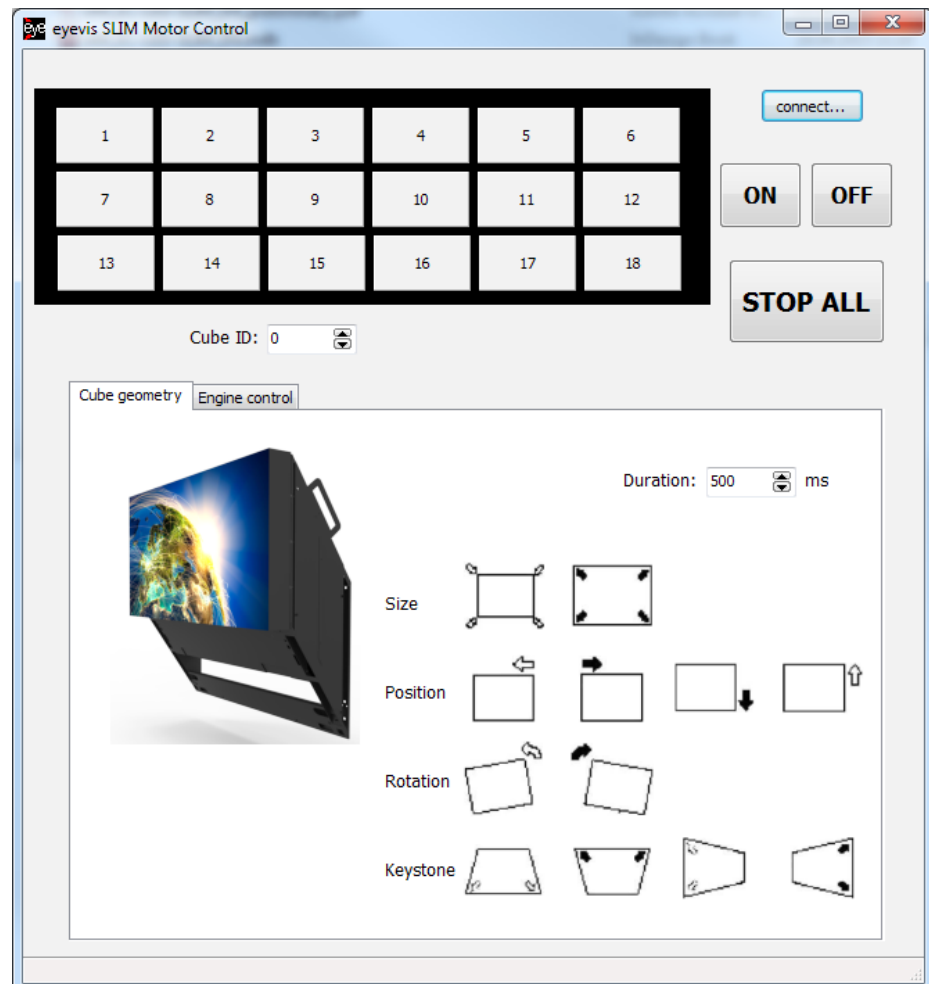 eye eyevis SLIM Motor Control
connect...
1 2 3 4 5 6
7 8 9 10 11 12
ON OFF
13 14 15 16 17 18
STOP ALL
Cube ID: 0
Cube geometry Engine control
Duration: 500 ms
Size
Position
Rotation
Keystone